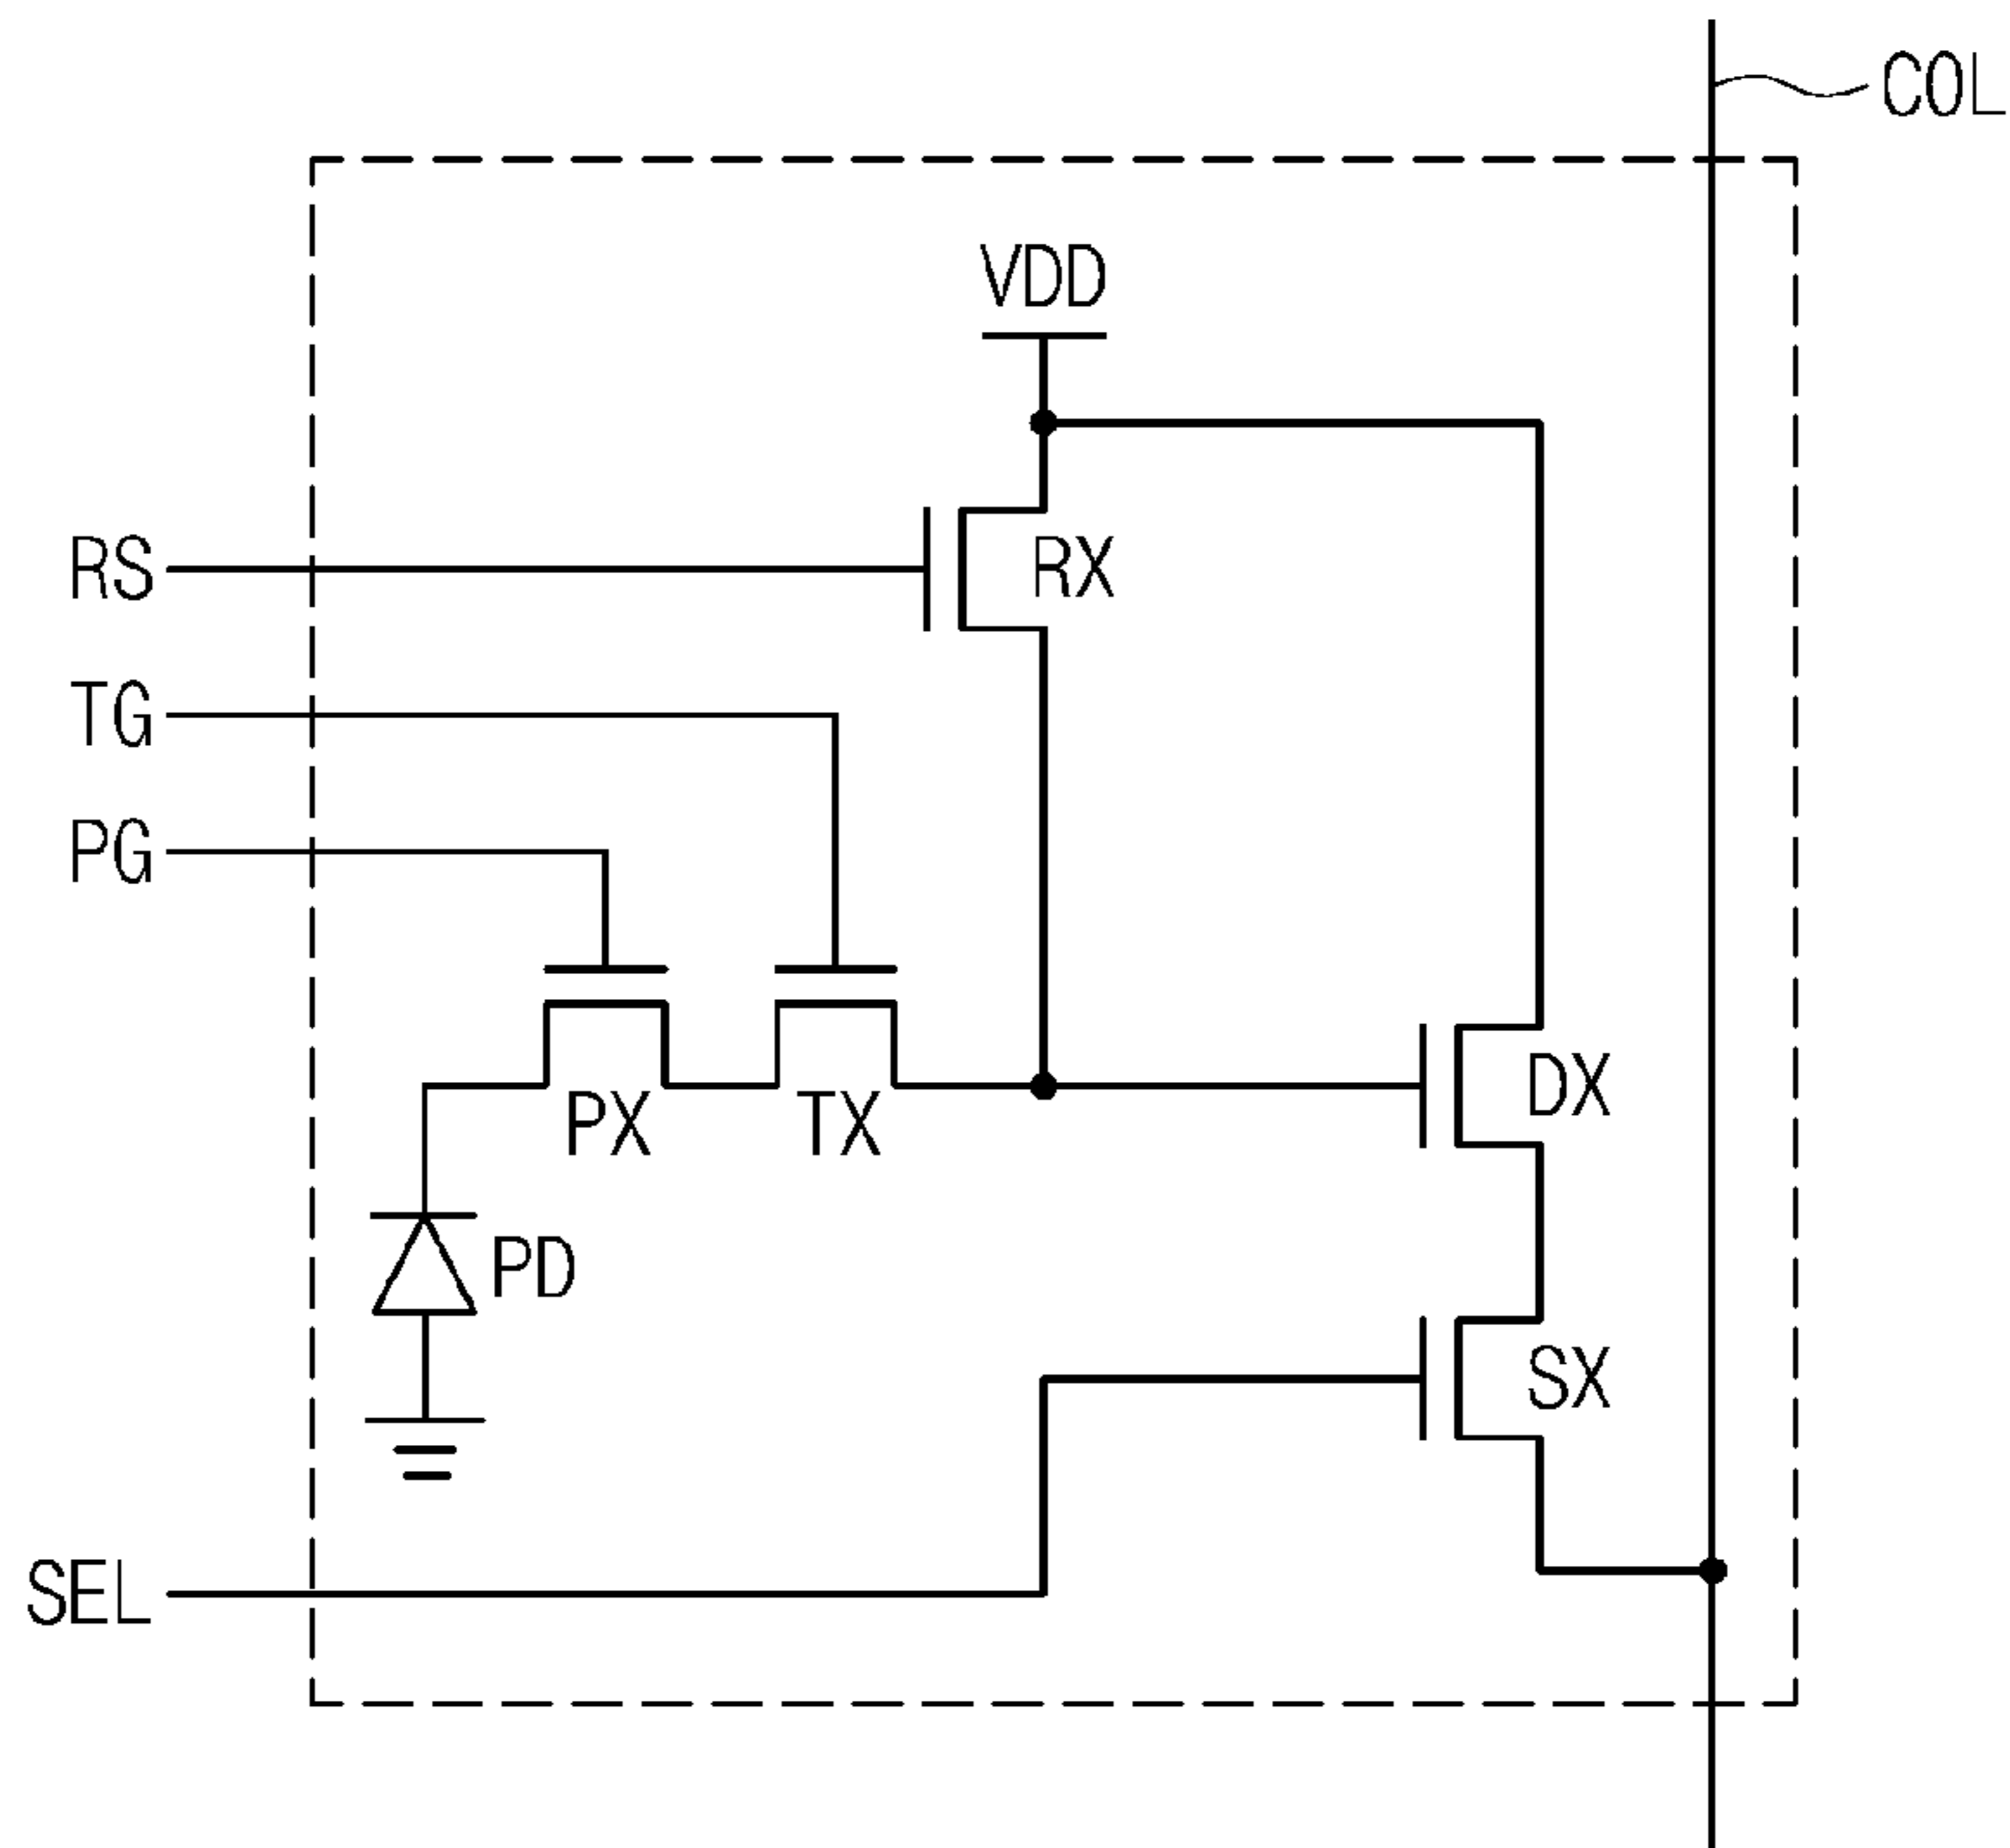 COL
VDD
RS
RX
TG
PG
PX
TX
DX
PD
SX
SEL